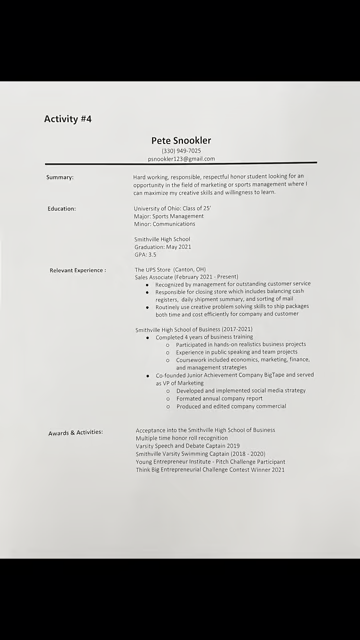 Activity #4
Pete Snookler
(330) 949-7025
psnookler123@gmail.com
Summary:
Hard working, responsible, respectful honor student looking for an
opportunity in the field of marketing or sports management where I
can maximize my creative skills and willingness to learn.
Education:
University of Ohio: Class of 25'
Major: Sports Management
Minor: Communications
Smithville High School
Graduation: May 2021
GPA: 3.5
Relevant Experience :
The UPS Store (Canton, OH)
Sales Associate (February 2021 - Present)
● Recognized by management for outstanding customer service
● Responsible for closing store which includes balancing cash
registers, daily shipment summary, and sorting of mail
● Routinely use creative problem solving skills to ship packages
both time and cost efficiently for company and customer
Smithville High School of Business (2017-2021)
● Completed 4 years of business training
○ Participated in hands-on realistics business projects
○ Experience in public speaking and team projects
○ Coursework included economics, marketing, finance,
and management strategies
● Co-founded Junior Achievement Company BigTape and served
as VP of Marketing
○ Developed and implemented social media strategy
○ Formated annual company report
○ Produced and edited company commercial
Awards & Activities:
Acceptance into the Smithville High School of Business
Multiple time honor roll recognition
Varsity Speech and Debate Captain 2019
Smithville Varsity Swimming Captain (2018 - 2020)
Young Entrepreneur Institute - Pitch Challenge Participant
Think Big Entrepreneurial Challenge Contest Winner 2021